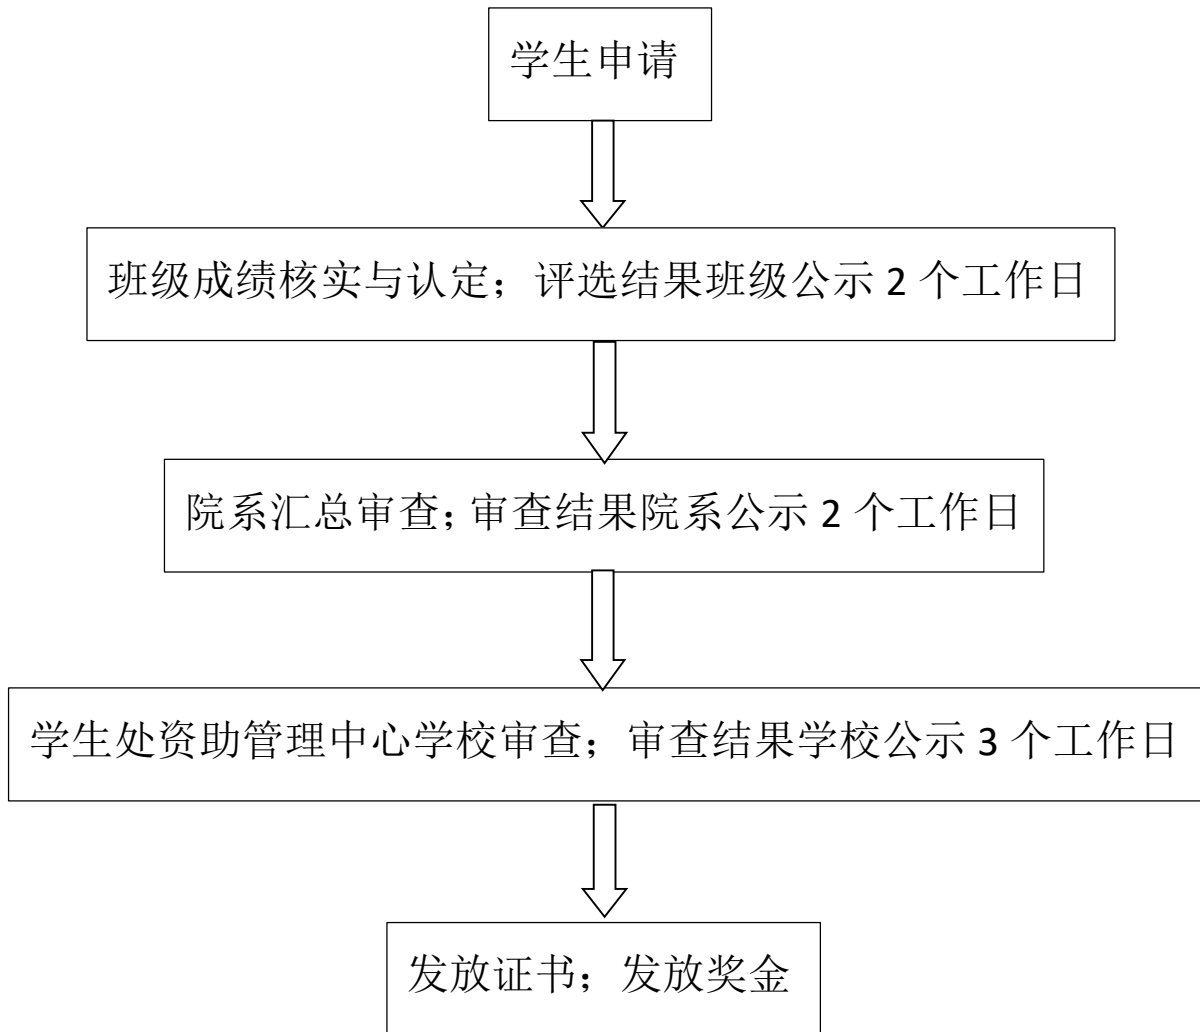 学生申请
班级成绩核实与认定；评选结果班级公示 2 个工作日
院系汇总审查；审查结果院系公示 2 个工作日
学生处资助管理中心学校审查；审查结果学校公示 3 个工作日
发放证书；发放奖金